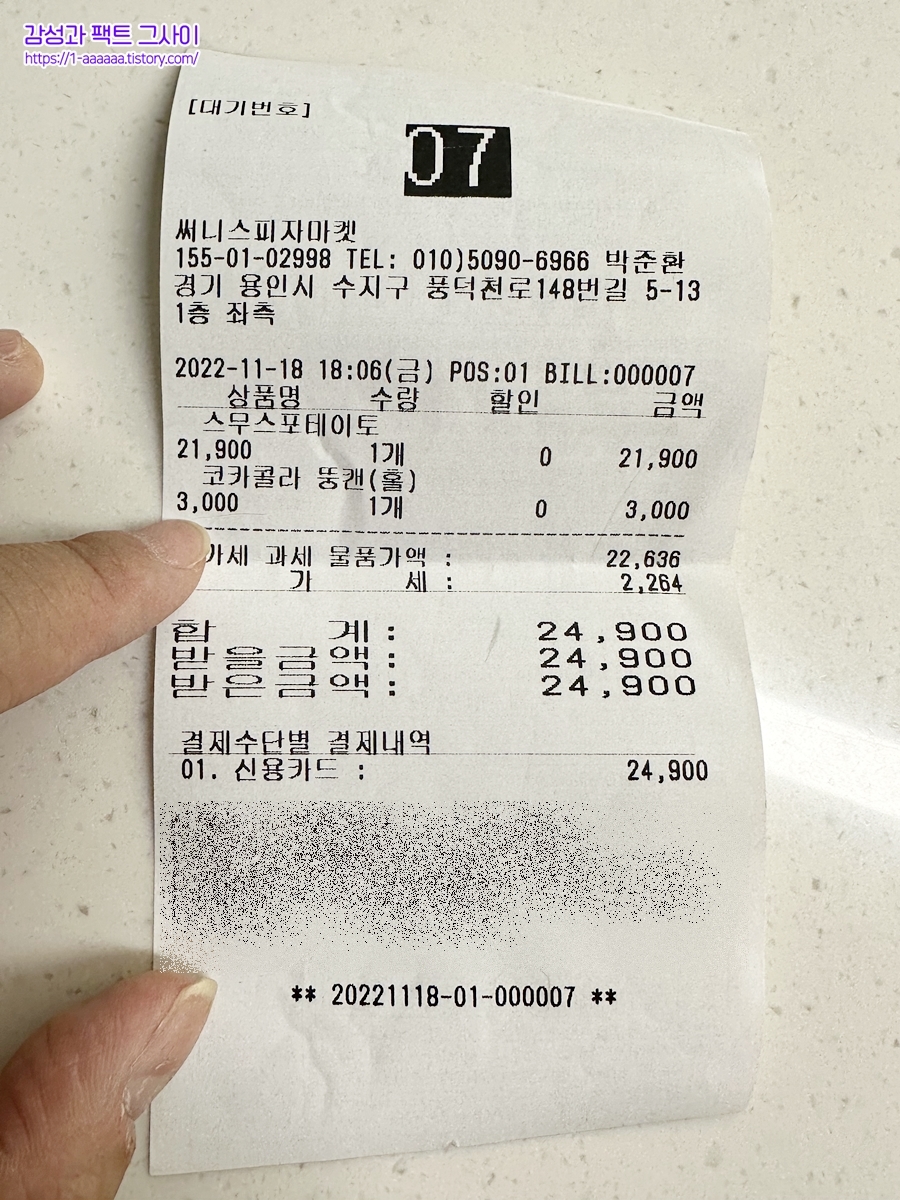 감성과 팩트 그사이
https://1-aaaaaa.tistory.com/
[대기번호]
07
써니스피자마켓
155-01-02998 TEL: 010)5090-6966 박준환
경기 용인시 수지구 풍덕천로148번길 5-13
1층 좌측
2022-11-18 18:06(금) POS:01 BILL:000007
상품명 수량 할인 금액
스무스포테이토
21,900 1개 0 21,900
코카콜라 뚱캔(홀)
3,000 1개 0 3,000
가세 과세 물품가액 : 22,636
가 세 : 2,264
합 계 : 24,900
받을금액 : 24,900
받은금액 : 24,900
결제수단별 결제내역
01. 신용카드 : 24,900
** 20221118-01-000007 **